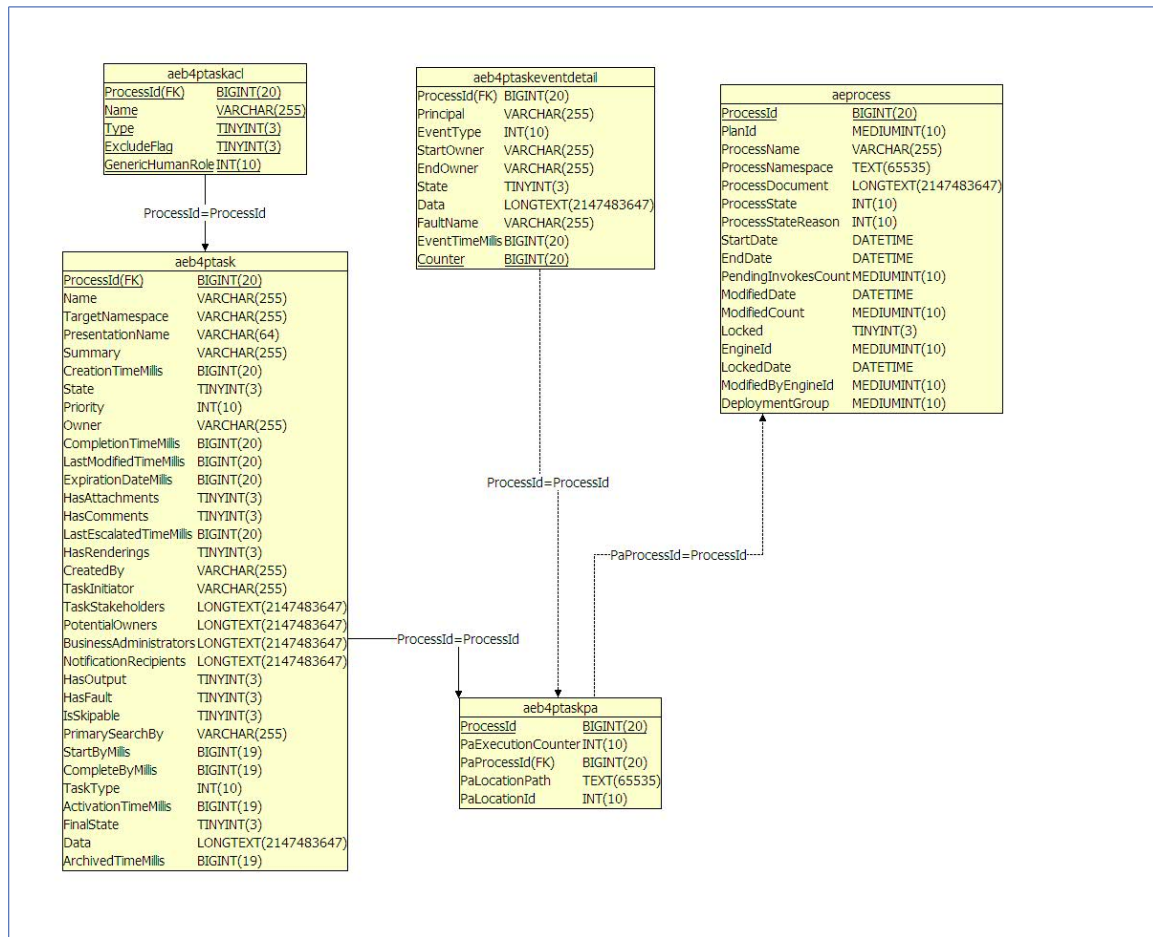 aeb4ptaskacl
ProcessId(FK) BIGINT(20)
Name VARCHAR(255)
Type TINYINT(3)
ExcludeFlag TINYINT(3)
GenericHumanRole INT(10)
ProcessId=ProcessId
aeb4ptask
ProcessId(FK) BIGINT(20)
Name VARCHAR(255)
TargetNamespace VARCHAR(255)
PresentationName VARCHAR(64)
Summary VARCHAR(255)
CreationTimeMillis BIGINT(20)
State TINYINT(3)
Priority INT(10)
Owner VARCHAR(255)
CompletionTimeMillis BIGINT(20)
LastModifiedTimeMillis BIGINT(20)
ExpirationDateMillis BIGINT(20)
HasAttachments TINYINT(3)
HasComments TINYINT(3)
LastEscalatedTimeMillis BIGINT(20)
HasRenderings TINYINT(3)
CreatedBy VARCHAR(255)
TaskInitiator VARCHAR(255)
TaskStakeholders LONGTEXT(2147483647)
PotentialOwners LONGTEXT(2147483647)
BusinessAdministrators LONGTEXT(2147483647)
NotificationRecipients LONGTEXT(2147483647)
HasOutput TINYINT(3)
HasFault TINYINT(3)
IsSkipable TINYINT(3)
PrimarySearchBy VARCHAR(255)
StartByMillis BIGINT(19)
CompleteByMillis BIGINT(19)
TaskType INT(10)
ActivationTimeMillis BIGINT(19)
FinalState TINYINT(3)
Data LONGTEXT(2147483647)
ArchivedTimeMillis BIGINT(19)
ProcessId=ProcessId
aeb4ptaskeventdetail
ProcessId(FK) BIGINT(20)
Principal VARCHAR(255)
EventType INT(10)
StartOwner VARCHAR(255)
EndOwner VARCHAR(255)
State TINYINT(3)
Data LONGTEXT(2147483647)
FaultName VARCHAR(255)
EventTimeMillis BIGINT(20)
Counter BIGINT(20)
ProcessId=ProcessId
aeb4ptaskpa
ProcessId BIGINT(20)
PaExecutionCounter INT(10)
PaProcessId(FK) BIGINT(20)
PaLocationPath TEXT(65535)
PaLocationId INT(10)
PaProcessId=ProcessId
aeprocess
ProcessId BIGINT(20)
PlanId MEDIUMINT(10)
ProcessName VARCHAR(255)
ProcessNamespace TEXT(65535)
ProcessDocument LONGTEXT(2147483647)
ProcessState INT(10)
ProcessStateReason INT(10)
StartDate DATETIME
EndDate DATETIME
PendingInvokesCount MEDIUMINT(10)
ModifiedDate DATETIME
ModifiedCount MEDIUMINT(10)
Locked TINYINT(3)
EngineId MEDIUMINT(10)
LockedDate DATETIME
ModifiedByEngineId MEDIUMINT(10)
DeploymentGroup MEDIUMINT(10)